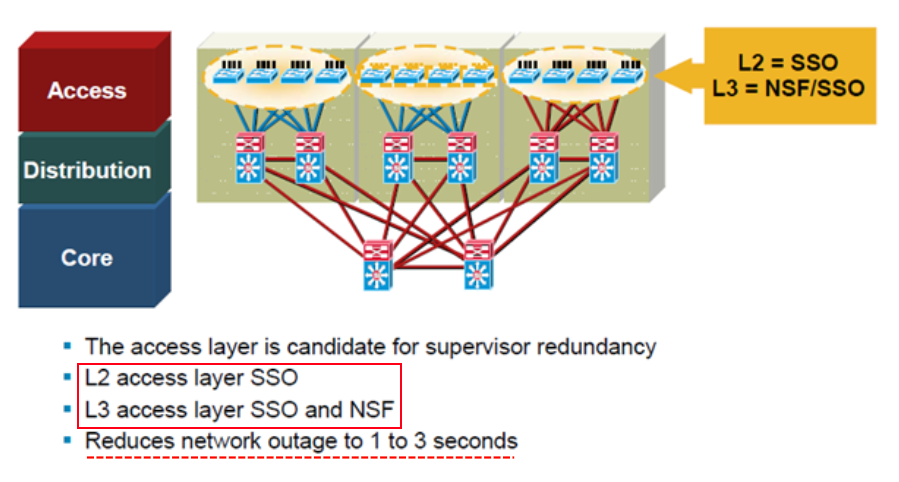 Access
Distribution
Core
L2 = SSO
L3 = NSF/SSO
The access layer is candidate for supervisor redundancy
L2 access layer SSO
L3 access layer SSO and NSF
Reduces network outage to 1 to 3 seconds